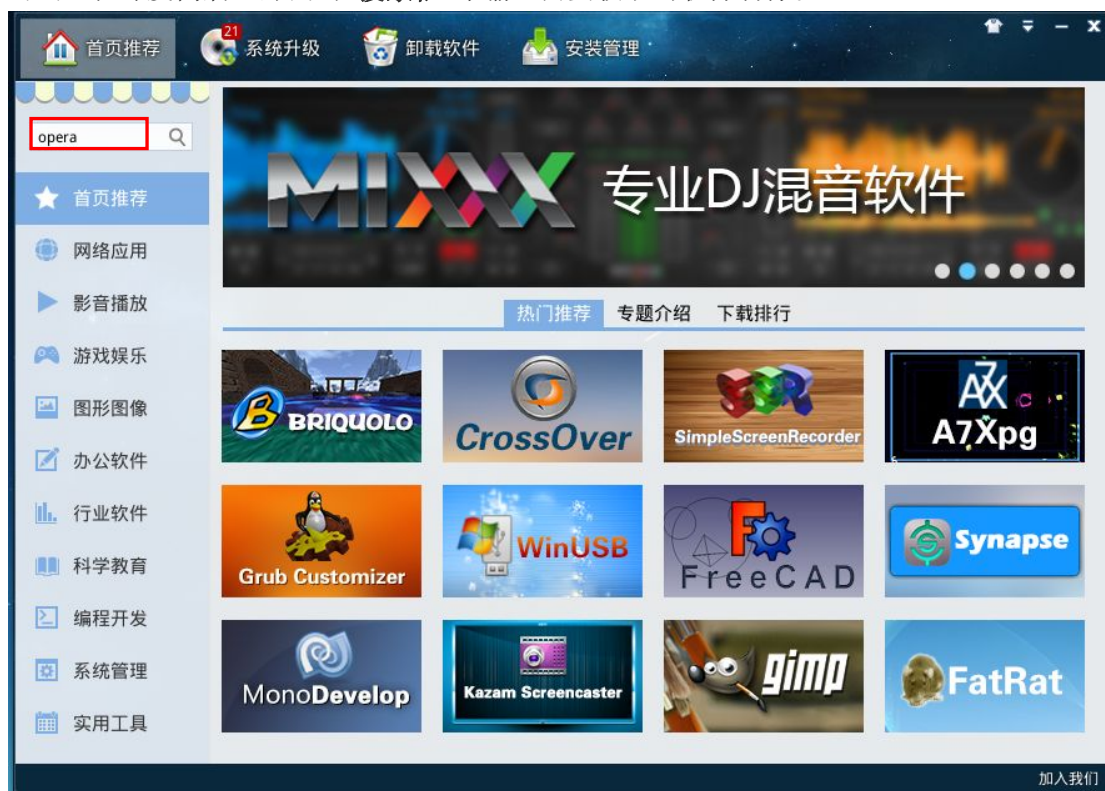 首页推荐
21
系统升级
卸载软件
安装管理
opera
首页推荐
网络应用
影音播放
游戏娱乐
图形图像
办公软件
行业软件
科学教育
编程开发
系统管理
实用工具
MIXXX 专业DJ混音软件
热门推荐 专题介绍 下载排行
BRIQUOLO
CrossOver
SSR
SimpleScreenRecorder
A7X
A7Xpg
Grub Customizer
WinUSB
FreeCAD
Synapse
MonoDevelop
Kazam Screencaster
gimp
FatRat
加入我们